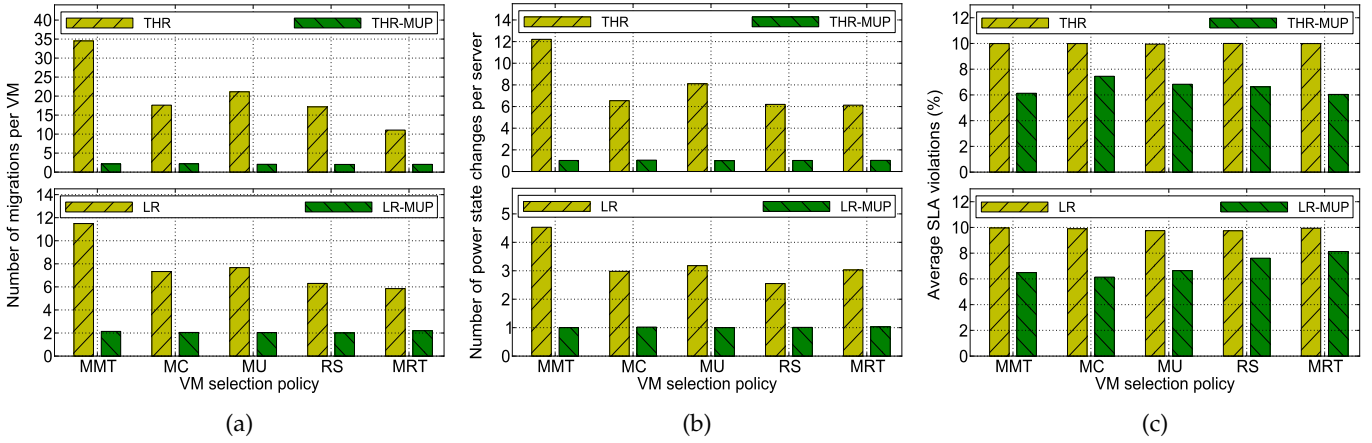 THR THR-MUP
35
30
25
20
15
10
5
0
LR LR-MUP
14
12
10
8
6
4
2
0
Number of migrations per VM
MMT MC MU RS MRT
VM selection policy
(a)
THR THR-MUP
14
12
10
8
6
4
2
0
LR LR-MUP
5
4
3
2
1
0
Number of power state changes per server
MMT MC MU RS MRT
VM selection policy
(b)
THR THR-MUP
12
10
8
6
4
2
0
LR LR-MUP
12
10
8
6
4
2
0
Average SLA violations (%)
MMT MC MU RS MRT
VM selection policy
(c)